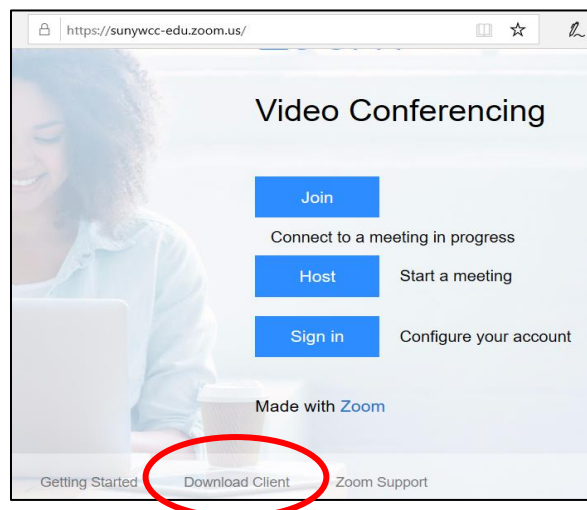 https://sunywcc-edu.zoom.us/
Video Conferencing
Join
Connect to a meeting in progress
Host Start a meeting
Sign in Configure your account
Made with Zoom
Getting Started Download Client Zoom Support